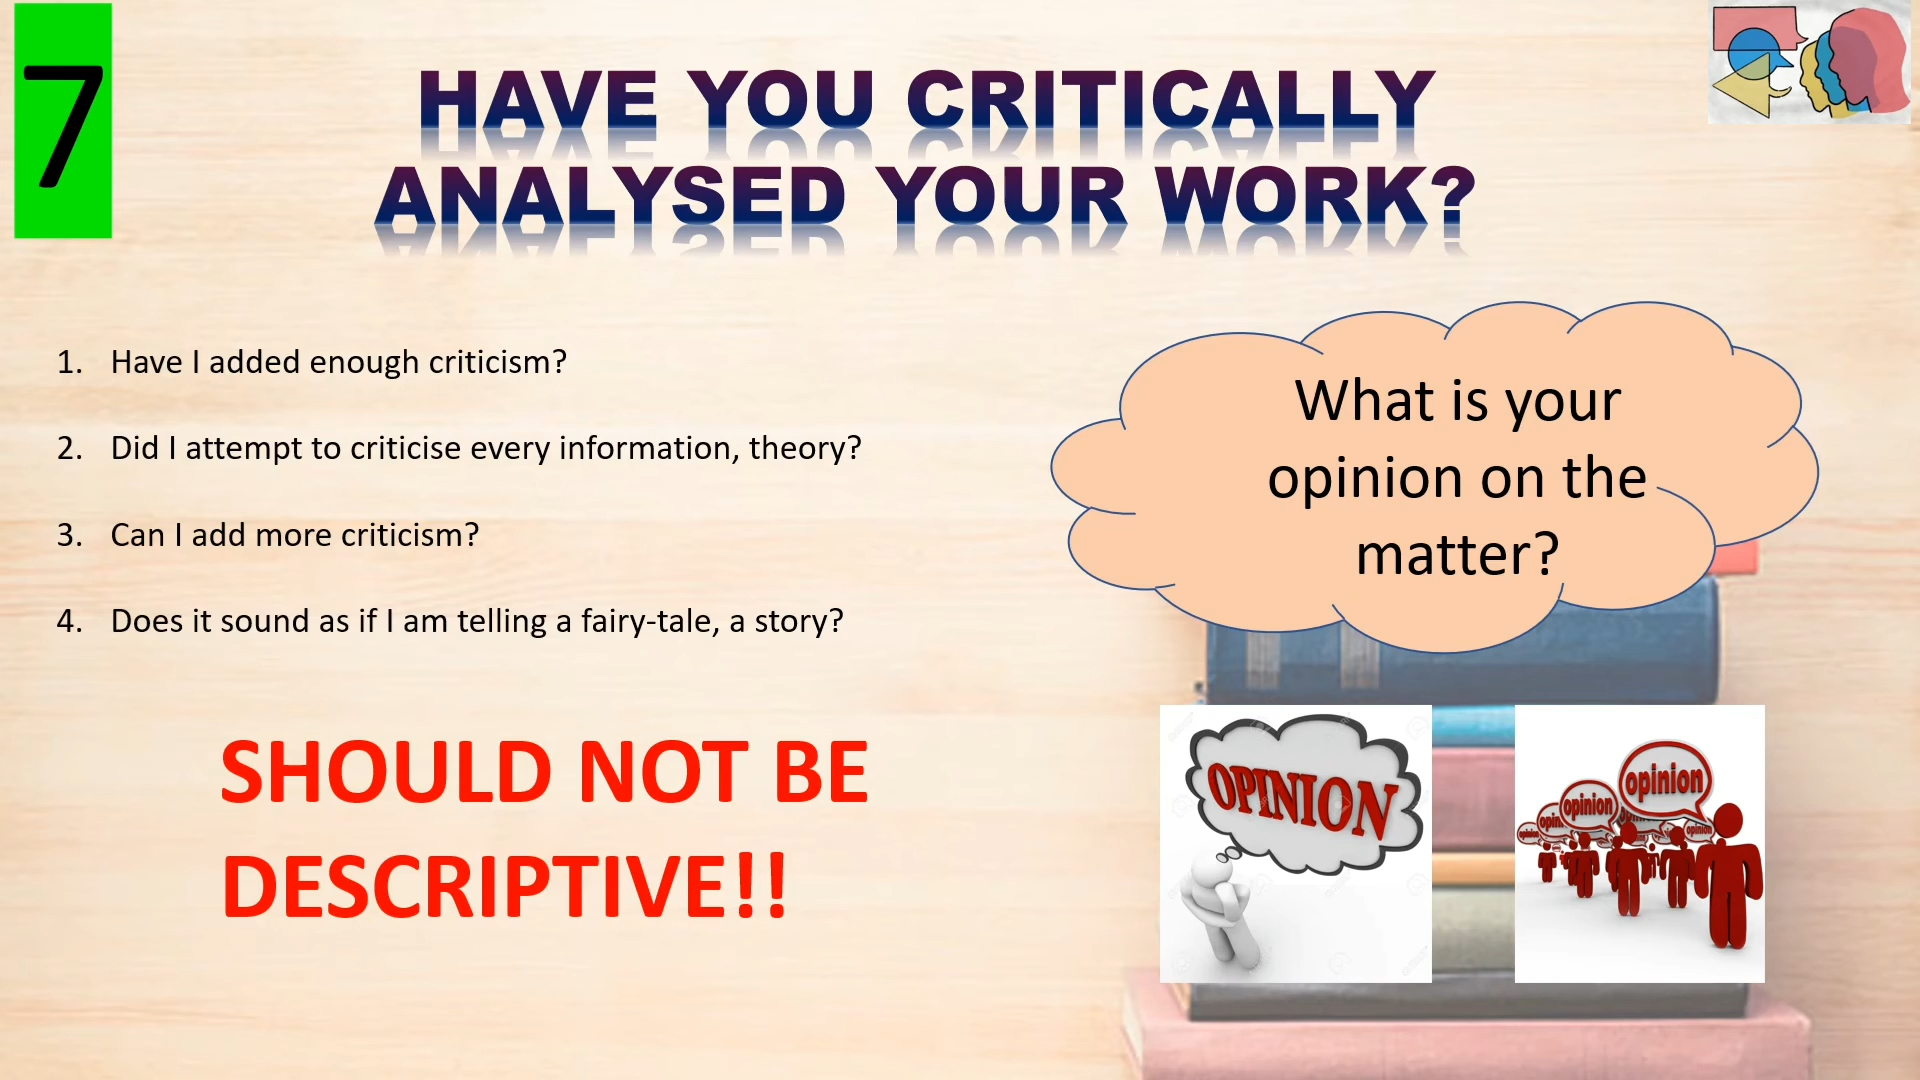 7
HAVE YOU CRITICALLY
ANALYSED YOUR WORK?
1. Have I added enough criticism?
2. Did I attempt to criticise every information, theory?
3. Can I add more criticism?
4. Does it sound as if I am telling a fairy-tale, a story?
SHOULD NOT BE
DESCRIPTIVE!!
What is your
opinion on the
matter?
OPINION
opinion
opinion
opinion
opinion